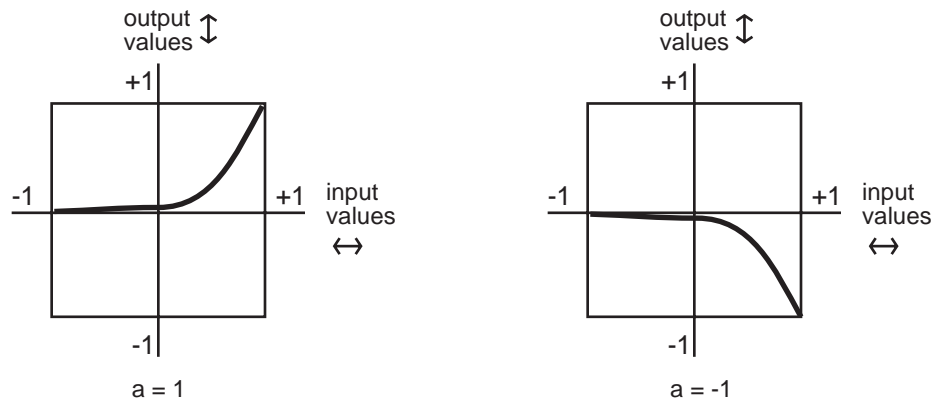 output
values
+1
-1
+1
input
values
-1
a = 1
output
values
+1
-1
+1
input
values
-1
a = -1